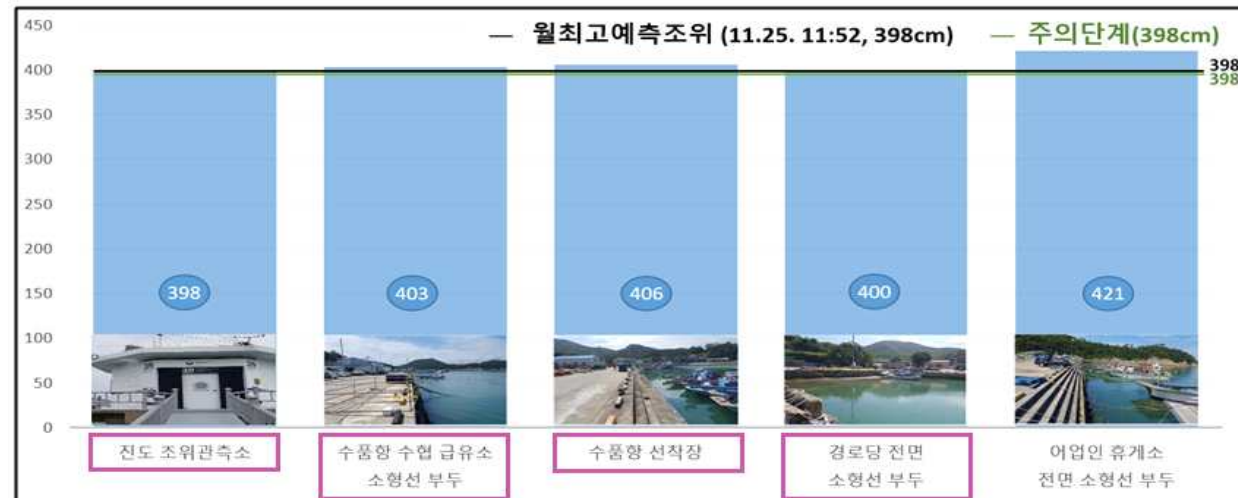 450
— 월최고예측조위 (11.25. 11:52, 398cm) — 주의단계(398cm)
400
398
398
350
300
250
200
150
100
50
0
398
403
406
400
421
진도 조위관측소
수품항 수협 급유소
소형선 부두
수품항 선착장
경로당 전면
소형선 부두
어업인 휴게소
전면 소형선 부두